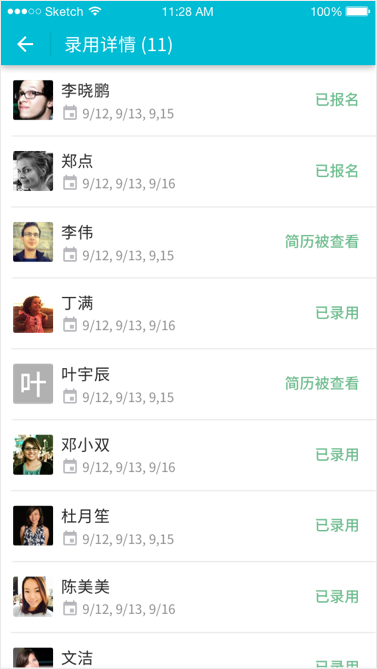 Sketch
11:28 AM
100%
录用详情 (11)
李晓鹏
已报名
9/12, 9/13, 9,15
郑点
已报名
9/12, 9/13, 9/16
李伟
简历被查看
9/12, 9/13, 9,15
丁满
已录用
9/12, 9/13, 9/16
叶
叶宇辰
简历被查看
9/12, 9/13, 9,15
邓小双
已录用
9/12, 9/13, 9/16
杜月笙
已录用
9/12, 9/13, 9,15
陈美美
已录用
9/12, 9/13, 9/16
文洁
已录用